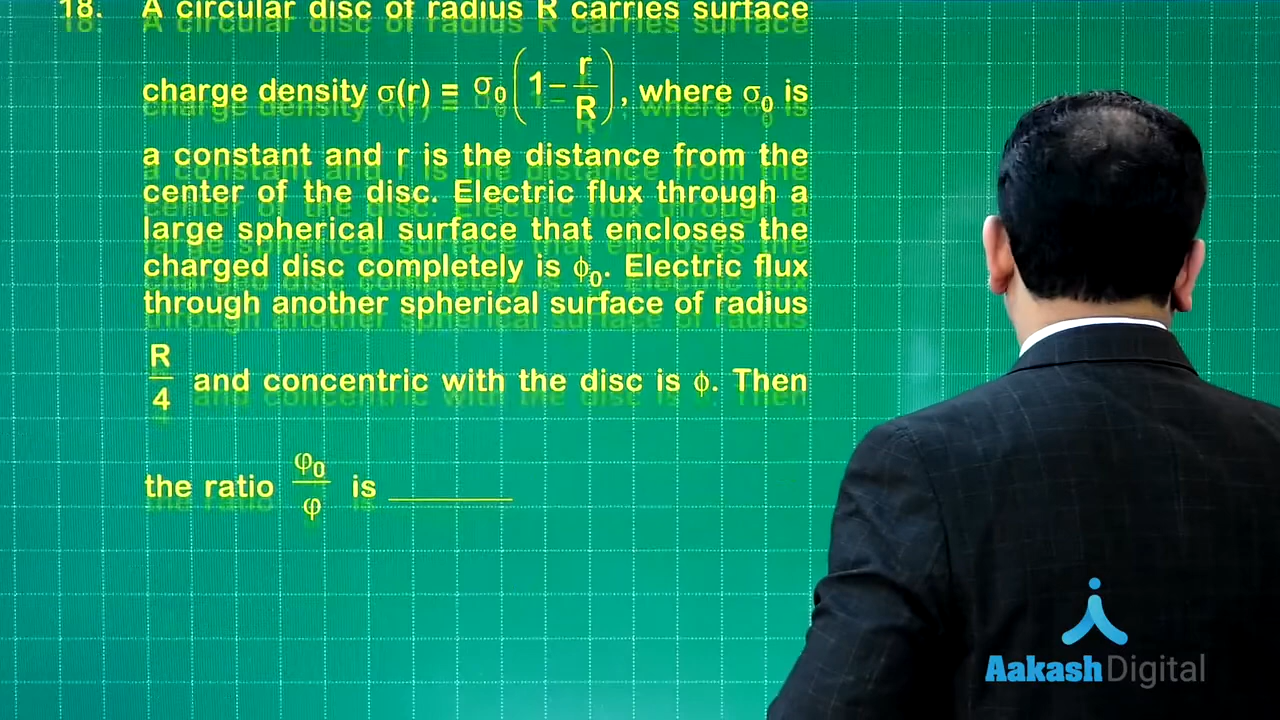 18. A circular disc of radius R carries surface
charge density σ(r) = σ₀(1 − r/R), where σ₀ is
a constant and r is the distance from the
center of the disc. Electric flux through a
large spherical surface that encloses the
charged disc completely is ϕ₀. Electric flux
through another spherical surface of radius
R/4 and concentric with the disc is ϕ. Then
the ratio φ₀/φ is ________
Aakash Digital